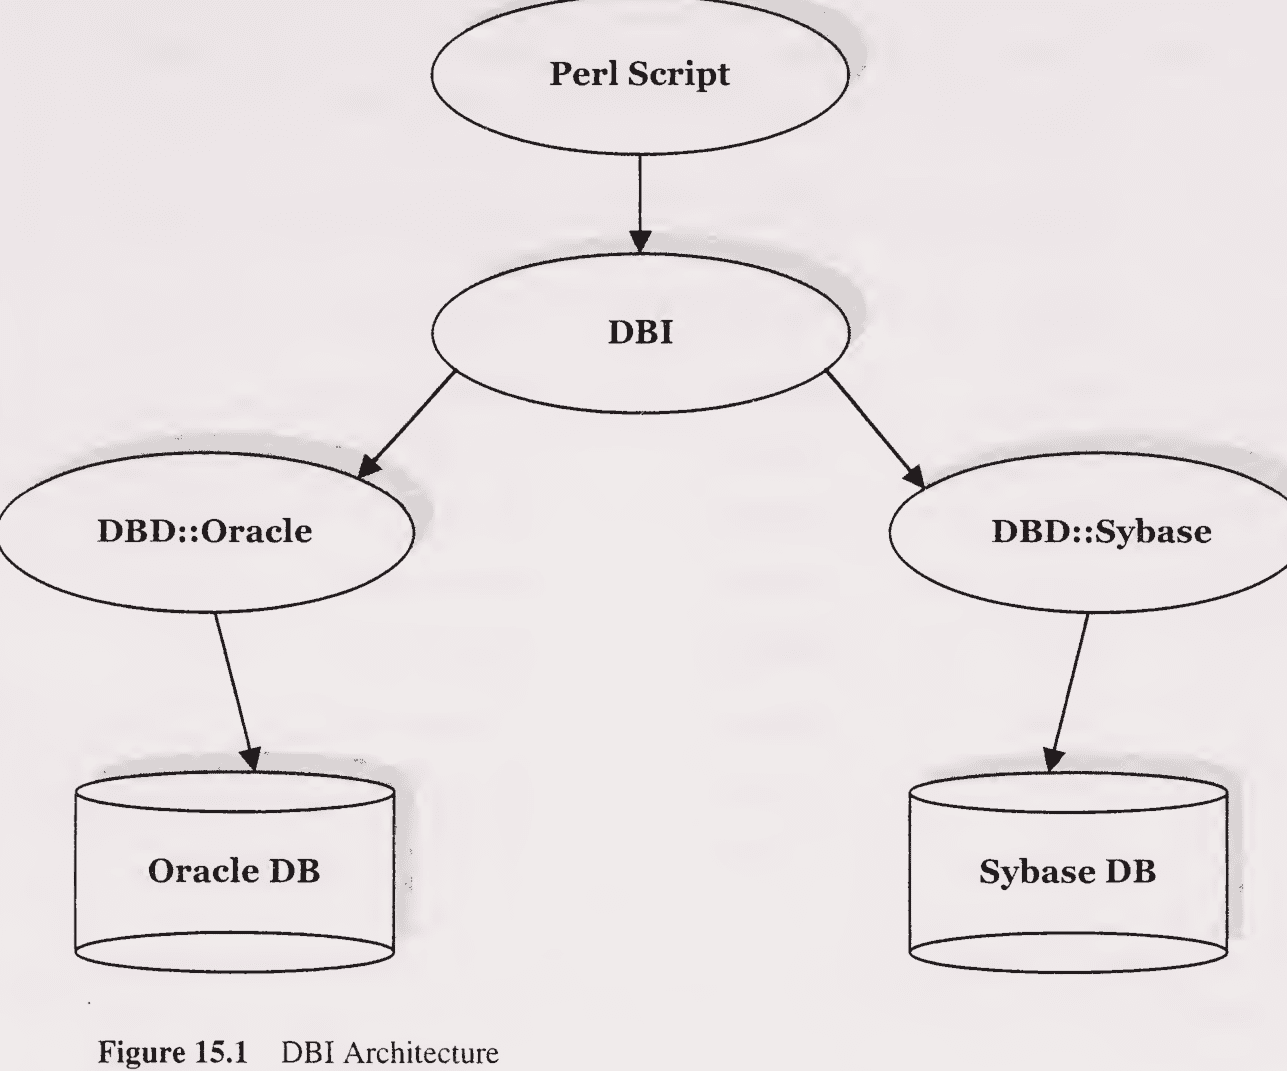 Perl Script
DBI
DBD::Oracle
DBD::Sybase
Oracle DB
Sybase DB
Figure 15.1 DBI Architecture